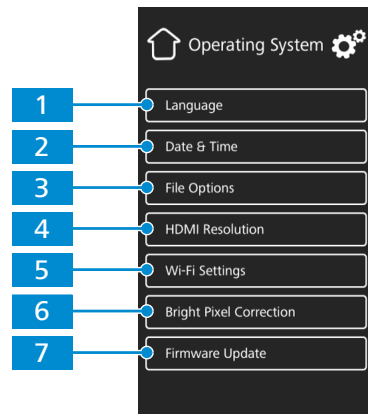 Operating System
1 Language
2 Date & Time
3 File Options
4 HDMI Resolution
5 Wi-Fi Settings
6 Bright Pixel Correction
7 Firmware Update